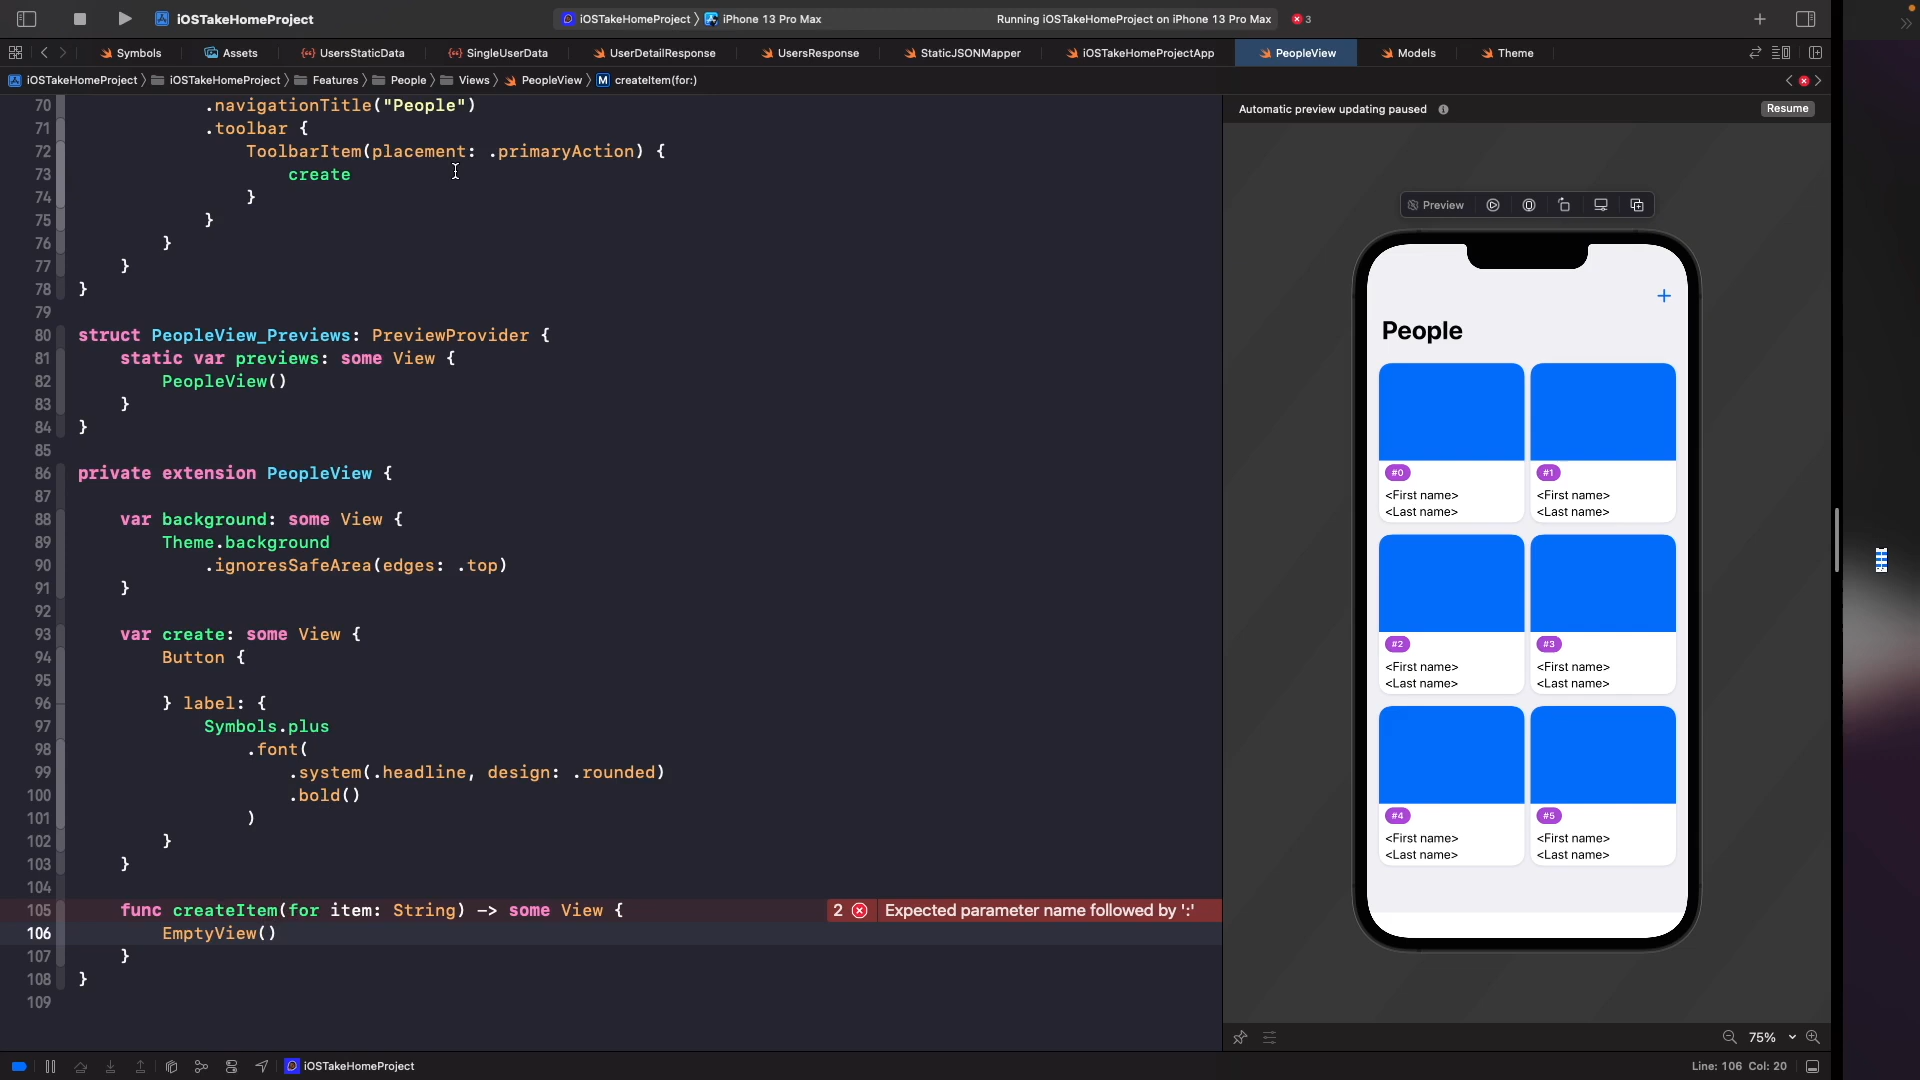 iOSTakeHomeProject
iOSTakeHomeProject
iPhone 13 Pro Max
Running iOSTakeHomeProject on iPhone 13 Pro Max
3
Symbols
Assets
UsersStaticData
SingleUserData
UserDetailResponse
UsersResponse
StaticJSONMapper
iOSTakeHomeProjectApp
PeopleView
Models
Theme
iOSTakeHomeProject
iOSTakeHomeProject
Features
People
Views
PeopleView
M createItem(for:)
70 .navigationTitle("People")
71 .toolbar {
72 ToolbarItem(placement: .primaryAction) {
73 create
74 }
75 }
76 }
77 }
78 }
79
80 struct PeopleView_Previews: PreviewProvider {
81 static var previews: some View {
82 PeopleView()
83 }
84 }
85
86 private extension PeopleView {
87
88 var background: some View {
89 Theme.background
90 .ignoresSafeArea(edges: .top)
91 }
92
93 var create: some View {
94 Button {
95
96 } label: {
97 Symbols.plus
98 .font(
99 .system(.headline, design: .rounded)
100 .bold()
101 )
102 }
103 }
104
105 func createItem(for item: String) -> some View {
2 Expected parameter name followed by ':'
106 EmptyView()
107 }
108 }
109
Automatic preview updating paused
Resume
Preview
People
#0
<First name>
<Last name>
#1
<First name>
<Last name>
#2
<First name>
<Last name>
#3
<First name>
<Last name>
#4
<First name>
<Last name>
#5
<First name>
<Last name>
75%
iOSTakeHomeProject
Line: 106 Col: 20